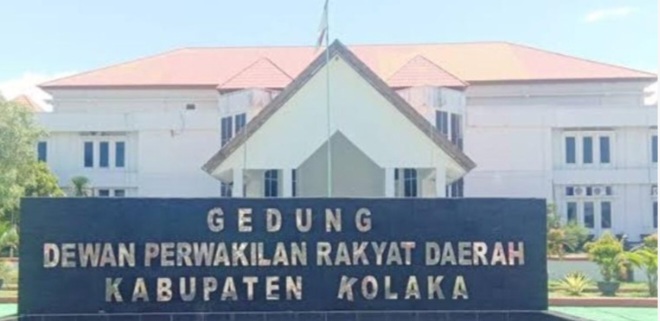 GEDUNG
DEWAN PERWAKILAN RAKYAT DAERAH
KABUPATEN KOLAKA